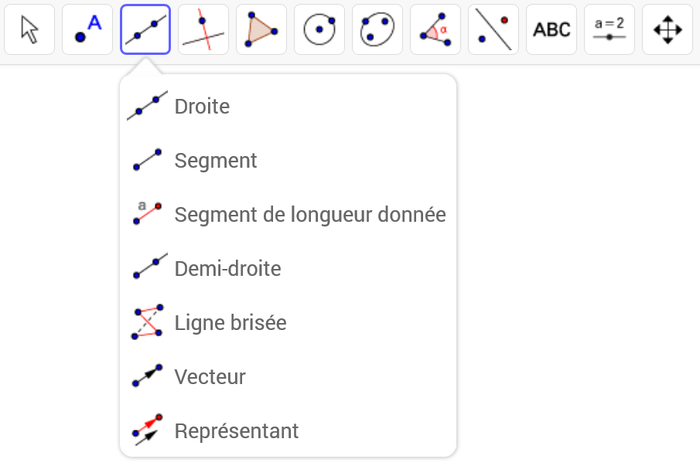 A
α
ABC
a=2
Droite
Segment
a
Segment de longueur donnée
Demi-droite
Ligne brisée
Vecteur
Représentant